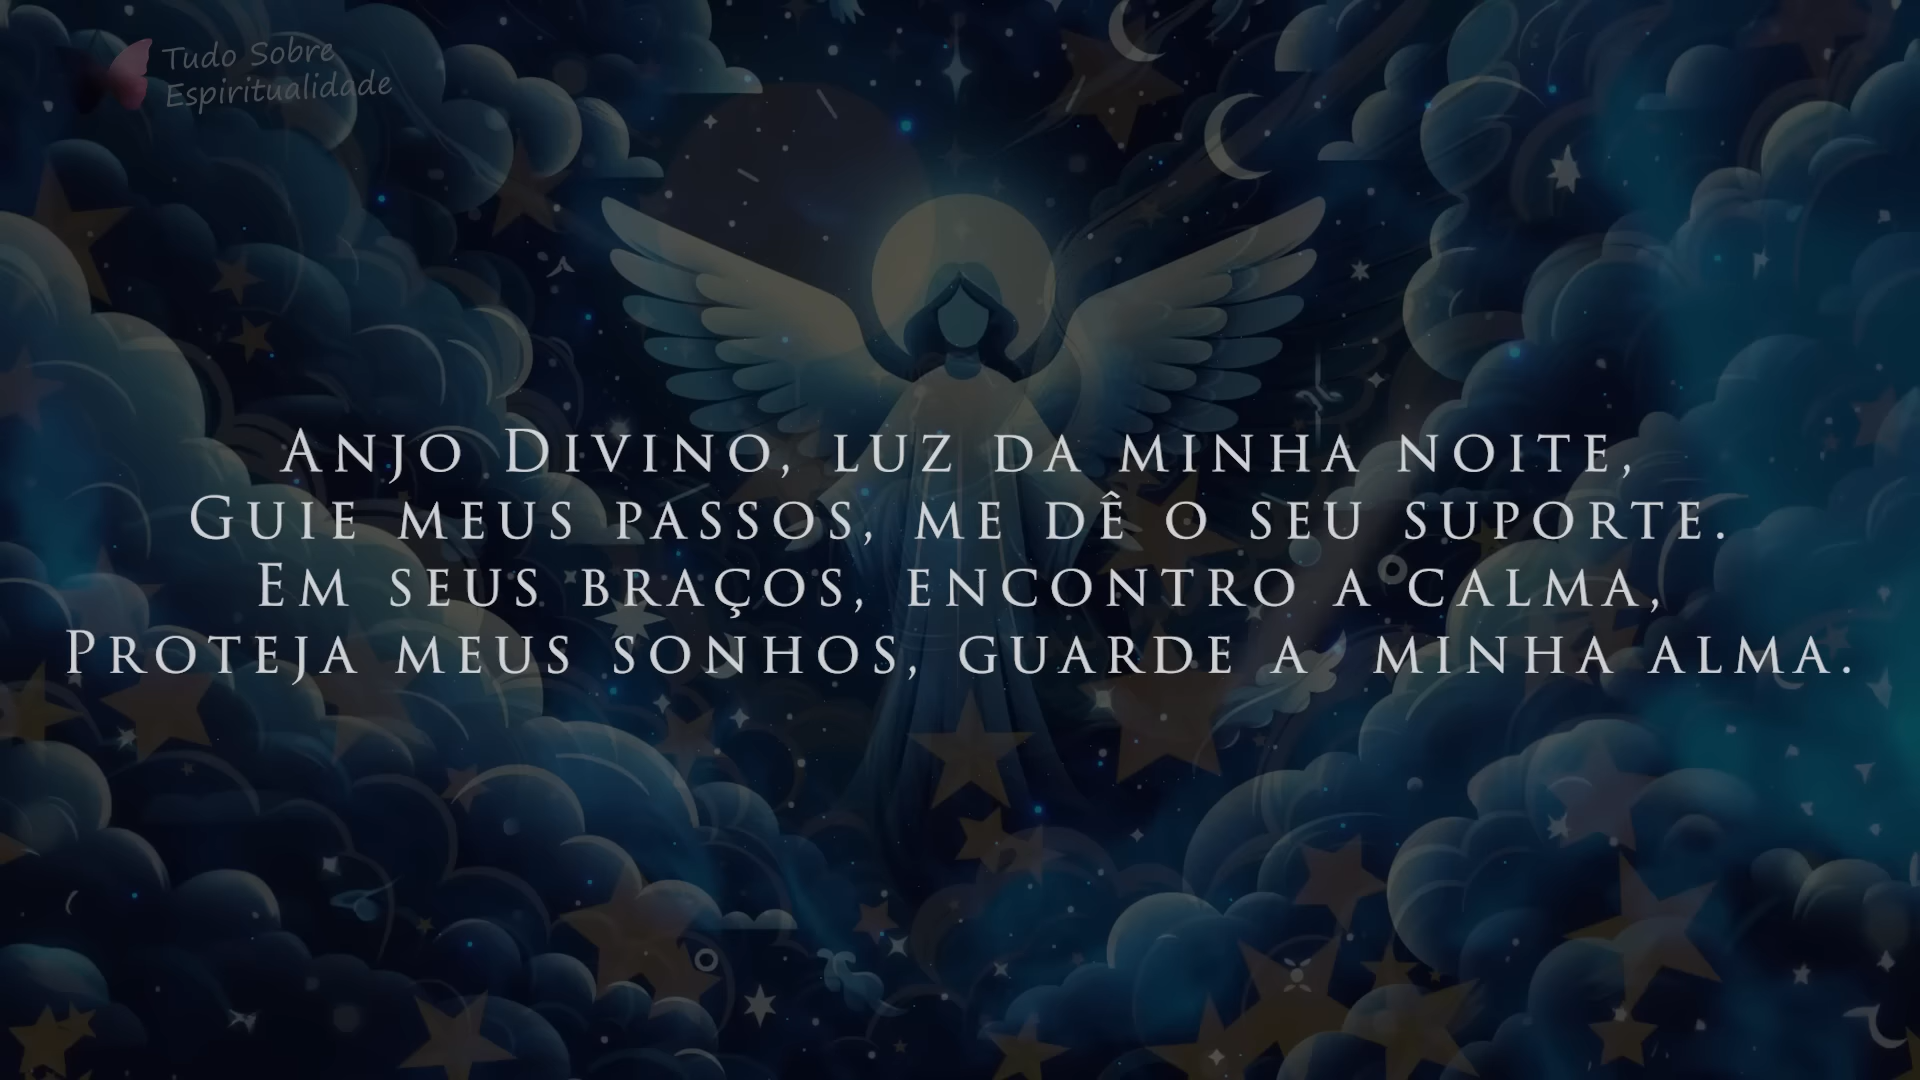 Tudo Sobre
Espiritualidade
Anjo Divino, luz da minha noite,
Guie meus passos, me dê o seu suporte.
Em seus braços, encontro a calma,
Proteja meus sonhos, guarde a minha alma.